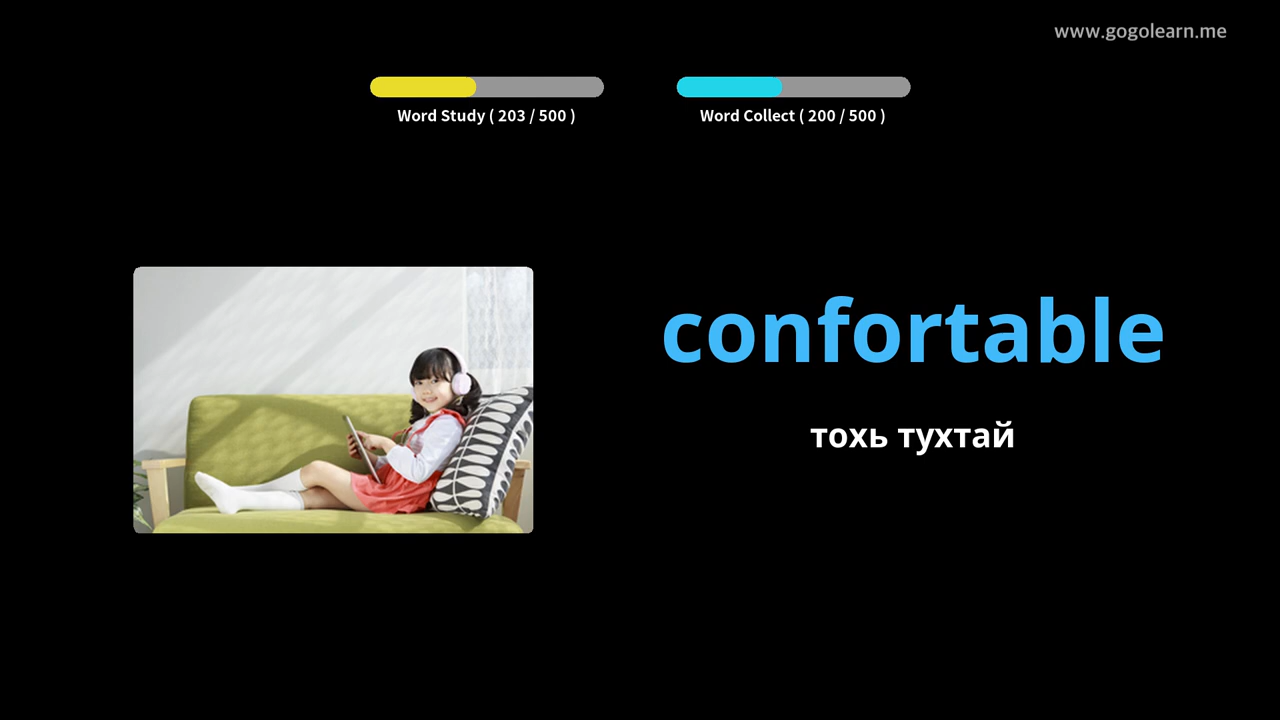 www.gogolearn.me
Word Study ( 203 / 500 )
Word Collect ( 200 / 500 )
confortable
тохь тухтай